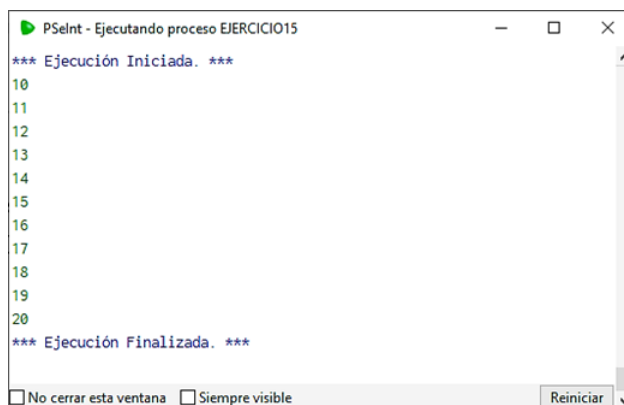 PSeInt - Ejecutando proceso EJERCICIO15
*** Ejecución Iniciada. ***
10
11
12
13
14
15
16
17
18
19
20
*** Ejecución Finalizada. ***
No cerrar esta ventana Siempre visible Reiniciar